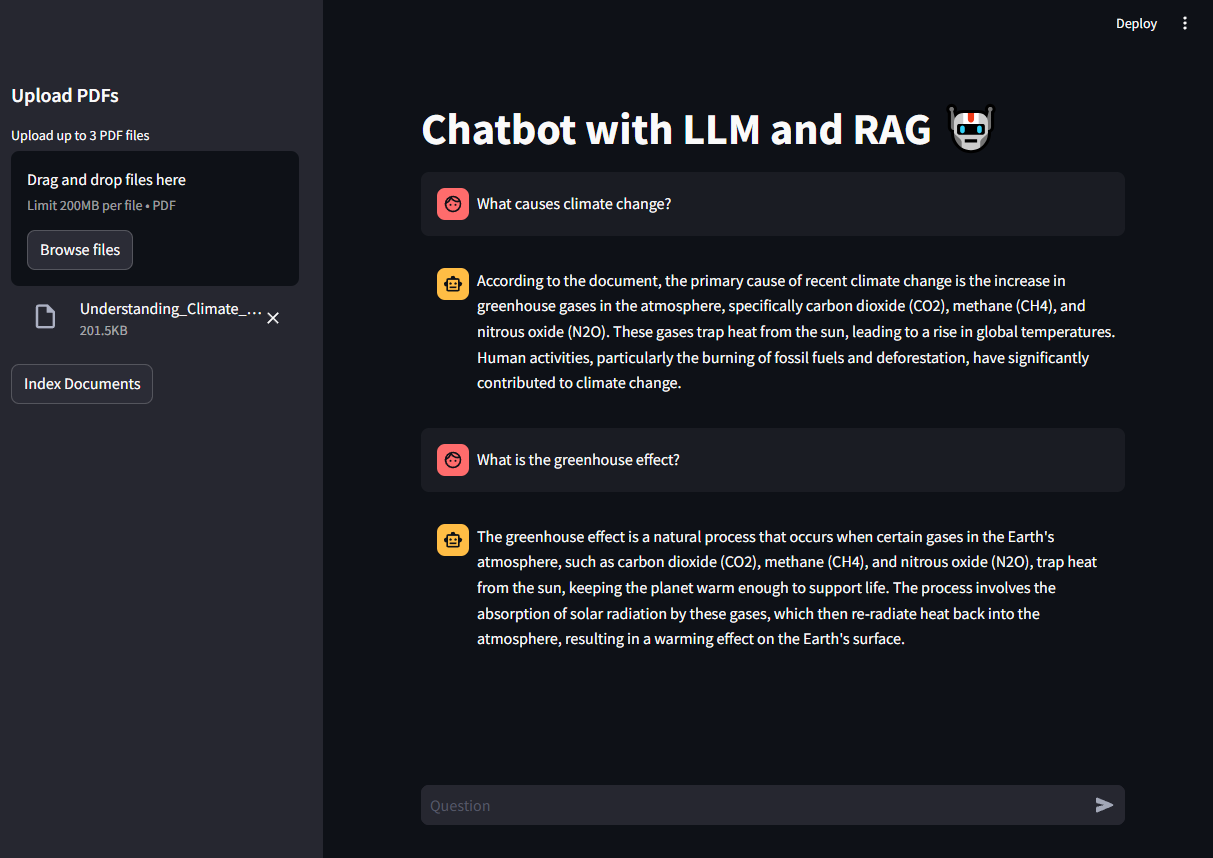 Deploy
Upload PDFs
Upload up to 3 PDF files
Drag and drop files here
Limit 200MB per file • PDF
Browse files
Understanding_Climate_...
201.5KB
Index Documents
Chatbot with LLM and RAG
What causes climate change?
According to the document, the primary cause of recent climate change is the increase in
greenhouse gases in the atmosphere, specifically carbon dioxide (CO2), methane (CH4), and
nitrous oxide (N2O). These gases trap heat from the sun, leading to a rise in global temperatures.
Human activities, particularly the burning of fossil fuels and deforestation, have significantly
contributed to climate change.
What is the greenhouse effect?
The greenhouse effect is a natural process that occurs when certain gases in the Earth's
atmosphere, such as carbon dioxide (CO2), methane (CH4), and nitrous oxide (N2O), trap heat
from the sun, keeping the planet warm enough to support life. The process involves the
absorption of solar radiation by these gases, which then re-radiate heat back into the
atmosphere, resulting in a warming effect on the Earth's surface.
Question